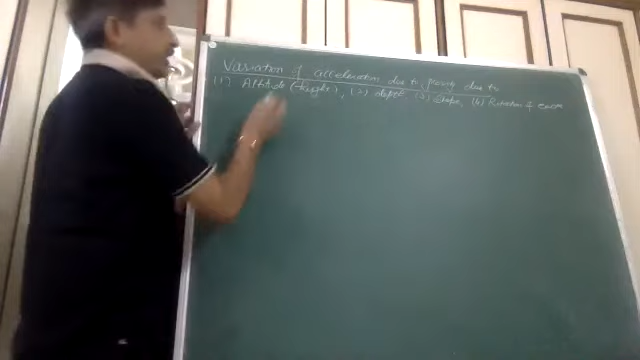 Variation of acceleration due to gravity due to
(1) Altitude (height), (2) depth (3) Shape, (4) Rotation of earth